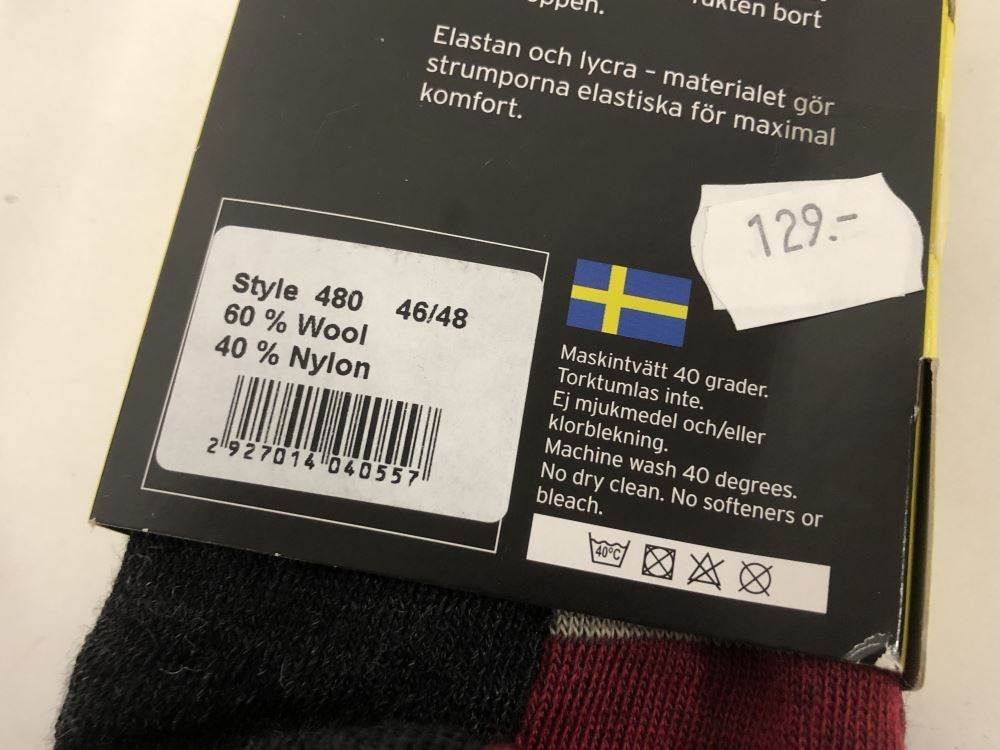 bort
Elastan och lycra – materialet gör
strumporna elastiska för maximal
komfort.
129.-
Style 480 46/48
60 % Wool
40 % Nylon
2 927014 040557
Maskintvätt 40 grader.
Torktumlas inte.
Ej mjukmedel och/eller
klorblekning.
Machine wash 40 degrees.
No dry clean. No softeners or
bleach.
40°C